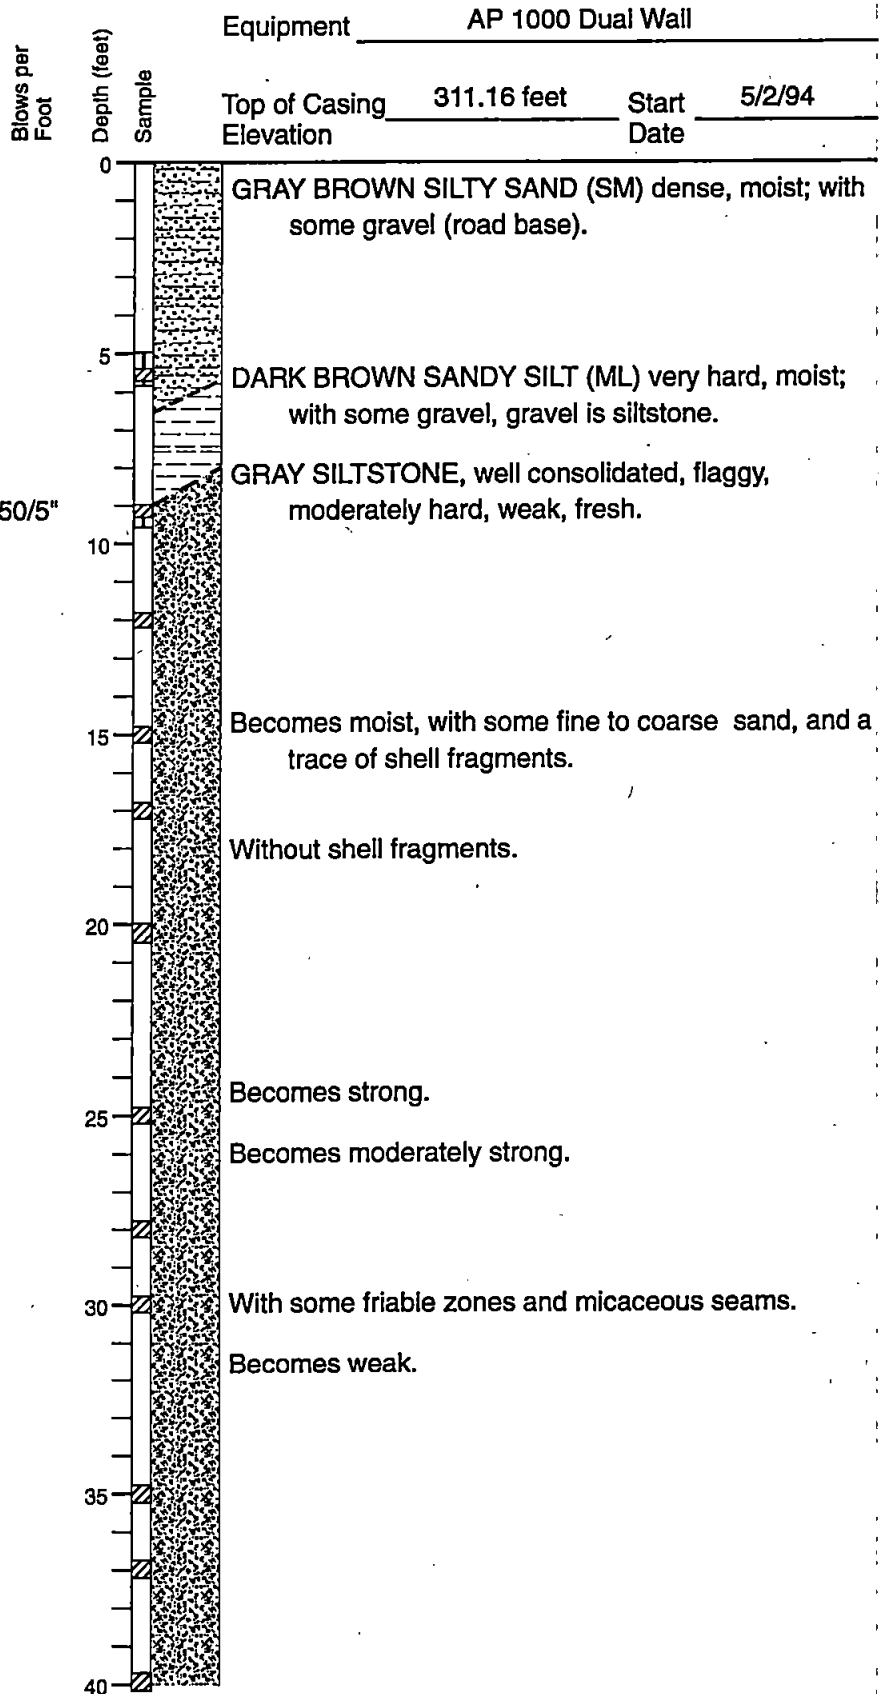 Blows per
Foot
Depth (feet)
Sample
Equipment AP 1000 Dual Wall
Top of Casing 311.16 feet Start 5/2/94
Elevation Date
0
GRAY BROWN SILTY SAND (SM) dense, moist; with
some gravel (road base).
5
DARK BROWN SANDY SILT (ML) very hard, moist;
with some gravel, gravel is siltstone.
GRAY SILTSTONE, well consolidated, flaggy,
50/5" moderately hard, weak, fresh.
10
15 Becomes moist, with some fine to coarse sand, and a
trace of shell fragments.
Without shell fragments.
20
Becomes strong.
25
Becomes moderately strong.
30 With some friable zones and micaceous seams.
Becomes weak.
35
40